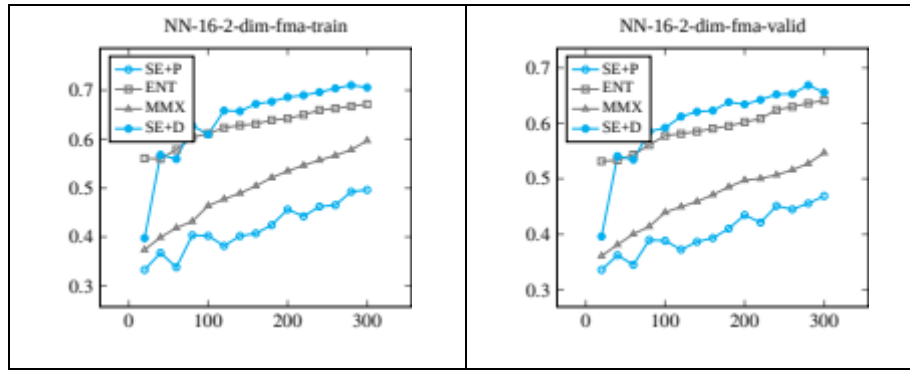 NN-16-2-dim-fma-train
SE+P
ENT
MMX
SE+D
0.7
0.6
0.5
0.4
0.3
0
100
200
300
NN-16-2-dim-fma-valid
SE+P
ENT
MMX
SE+D
0.7
0.6
0.5
0.4
0.3
0
100
200
300